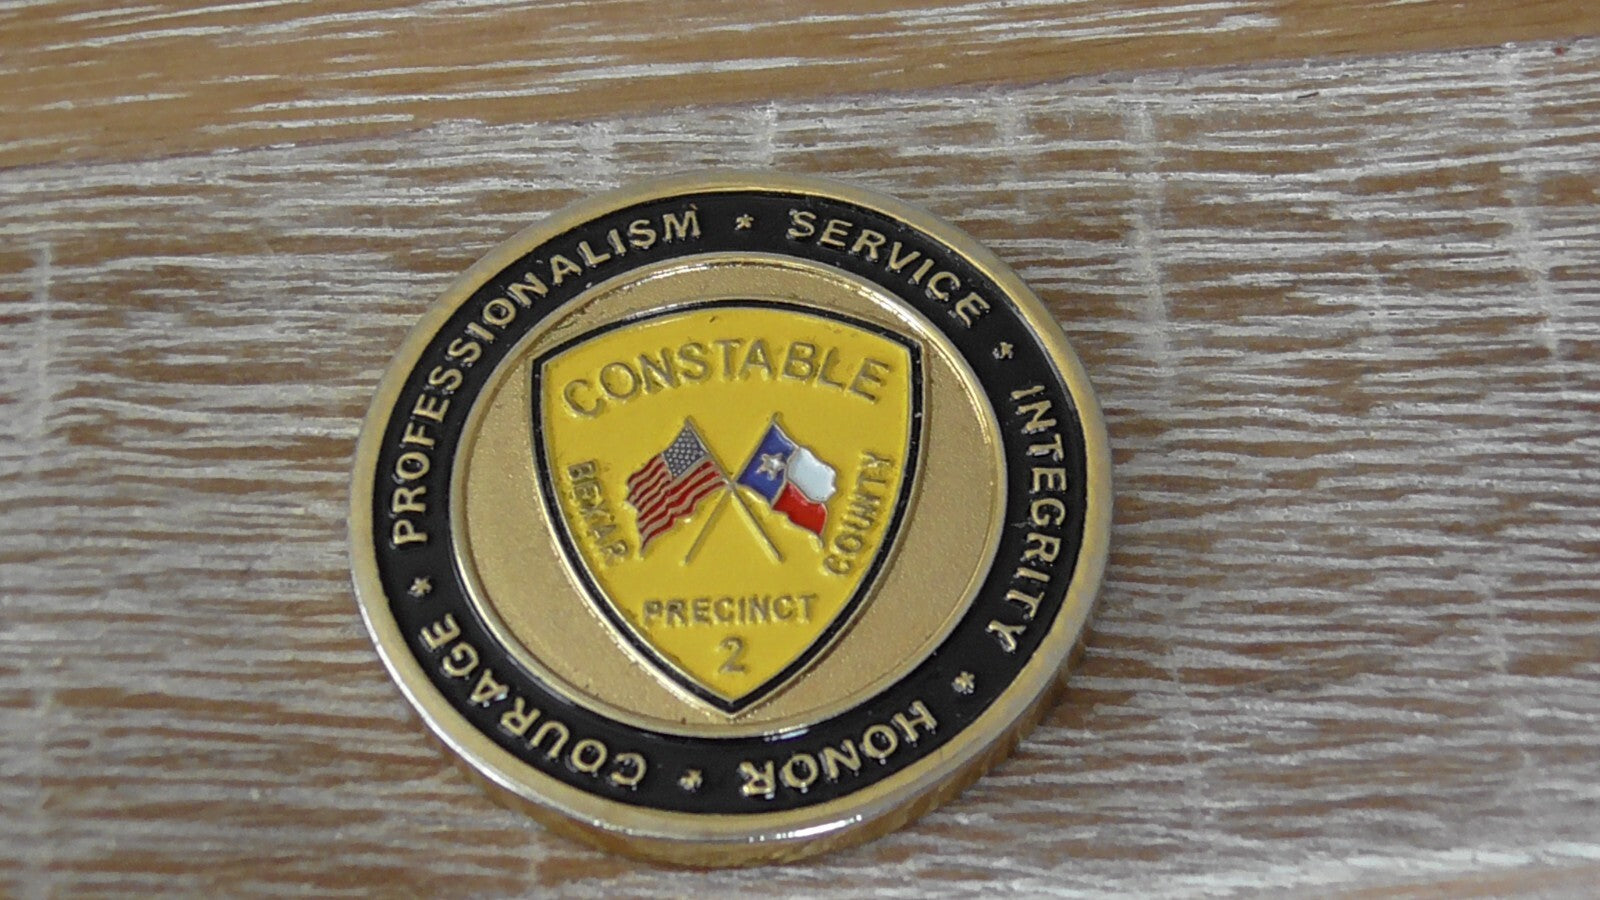 PROFESSIONALISM * SERVICE * INTEGRITY * HONOR * COURAGE *
CONSTABLE
BEXAR
COUNTY
PRECINCT
2